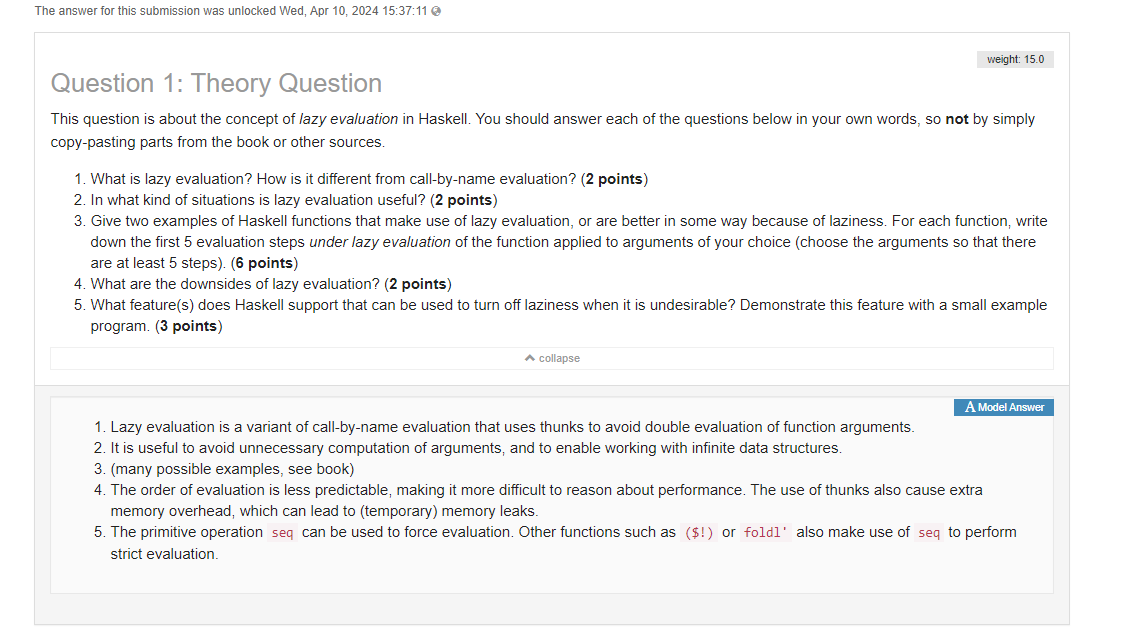 The answer for this submission was unlocked Wed, Apr 10, 2024 15:37:11
weight: 15.0
Question 1: Theory Question
This question is about the concept of lazy evaluation in Haskell. You should answer each of the questions below in your own words, so not by simply
copy-pasting parts from the book or other sources.
1. What is lazy evaluation? How is it different from call-by-name evaluation? (2 points)
2. In what kind of situations is lazy evaluation useful? (2 points)
3. Give two examples of Haskell functions that make use of lazy evaluation, or are better in some way because of laziness. For each function, write
down the first 5 evaluation steps under lazy evaluation of the function applied to arguments of your choice (choose the arguments so that there
are at least 5 steps). (6 points)
4. What are the downsides of lazy evaluation? (2 points)
5. What feature(s) does Haskell support that can be used to turn off laziness when it is undesirable? Demonstrate this feature with a small example
program. (3 points)
collapse
A Model Answer
1. Lazy evaluation is a variant of call-by-name evaluation that uses thunks to avoid double evaluation of function arguments.
2. It is useful to avoid unnecessary computation of arguments, and to enable working with infinite data structures.
3. (many possible examples, see book)
4. The order of evaluation is less predictable, making it more difficult to reason about performance. The use of thunks also cause extra
memory overhead, which can lead to (temporary) memory leaks.
5. The primitive operation seq can be used to force evaluation. Other functions such as ($!) or foldl' also make use of seq to perform
strict evaluation.